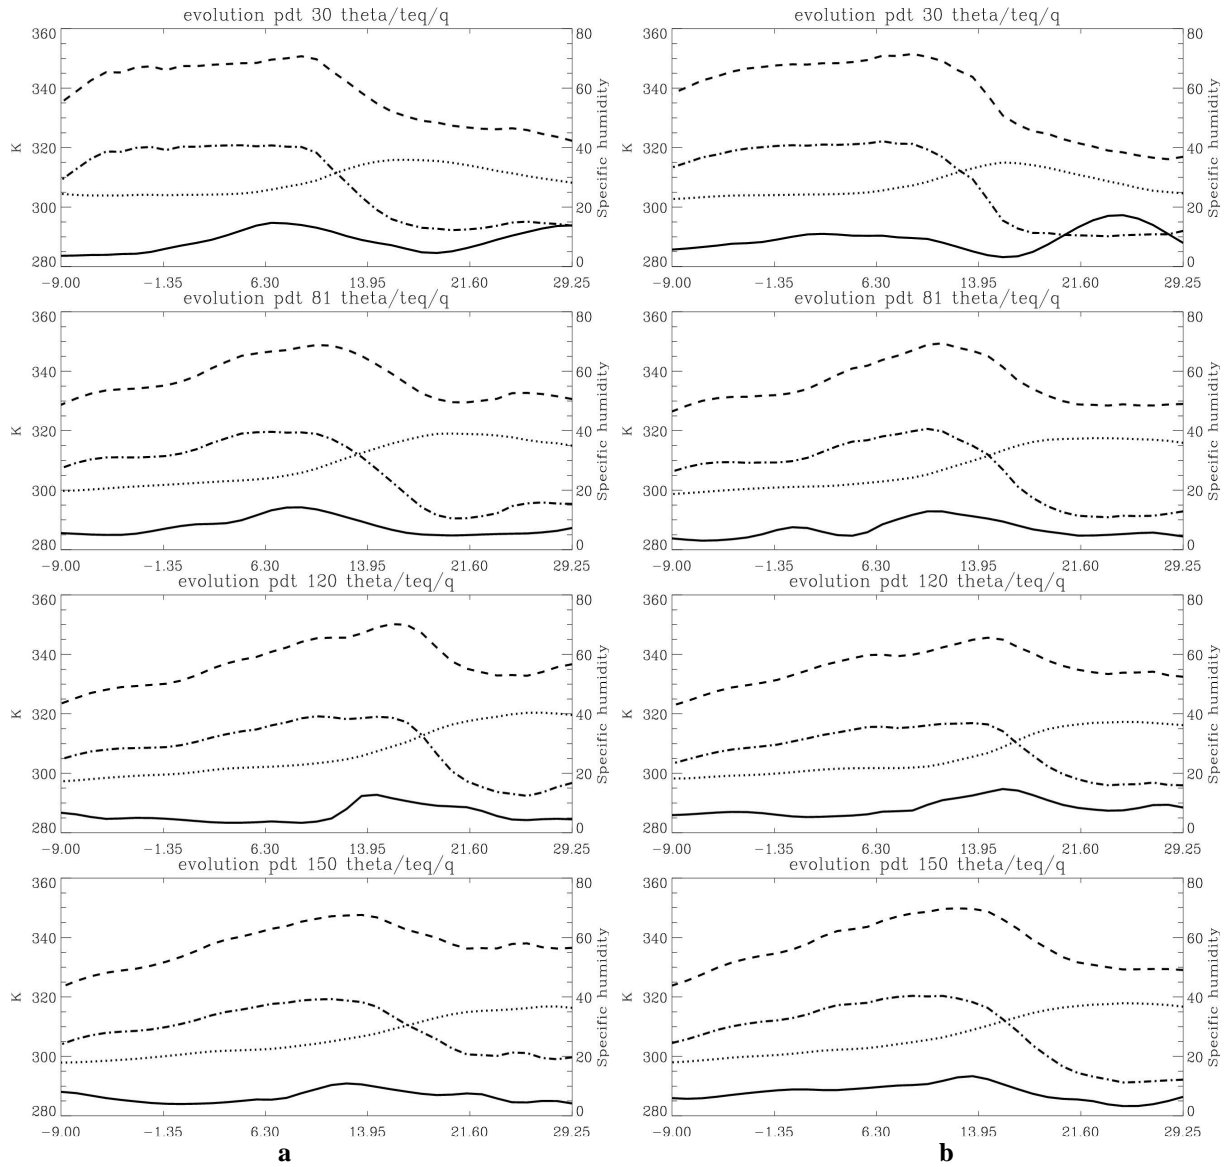 evolution pdt 30 theta/teq/q
360
340
K
320
300
280
80
60
40
20
0
Specific humidity
−9.00 −1.35 6.30 13.95 21.60 29.25
evolution pdt 81 theta/teq/q
360
340
K
320
300
280
80
60
40
20
0
Specific humidity
−9.00 −1.35 6.30 13.95 21.60 29.25
evolution pdt 120 theta/teq/q
360
340
K
320
300
280
80
60
40
20
0
Specific humidity
−9.00 −1.35 6.30 13.95 21.60 29.25
evolution pdt 150 theta/teq/q
360
340
K
320
300
280
80
60
40
20
0
Specific humidity
−9.00 −1.35 6.30 13.95 21.60 29.25
a
evolution pdt 30 theta/teq/q
360
340
K
320
300
280
80
60
40
20
0
Specific humidity
−9.00 −1.35 6.30 13.95 21.60 29.25
evolution pdt 81 theta/teq/q
360
340
K
320
300
280
80
60
40
20
0
Specific humidity
−9.00 −1.35 6.30 13.95 21.60 29.25
evolution pdt 120 theta/teq/q
360
340
K
320
300
280
80
60
40
20
0
Specific humidity
−9.00 −1.35 6.30 13.95 21.60 29.25
evolution pdt 150 theta/teq/q
360
340
K
320
300
280
80
60
40
20
0
Specific humidity
−9.00 −1.35 6.30 13.95 21.60 29.25
b